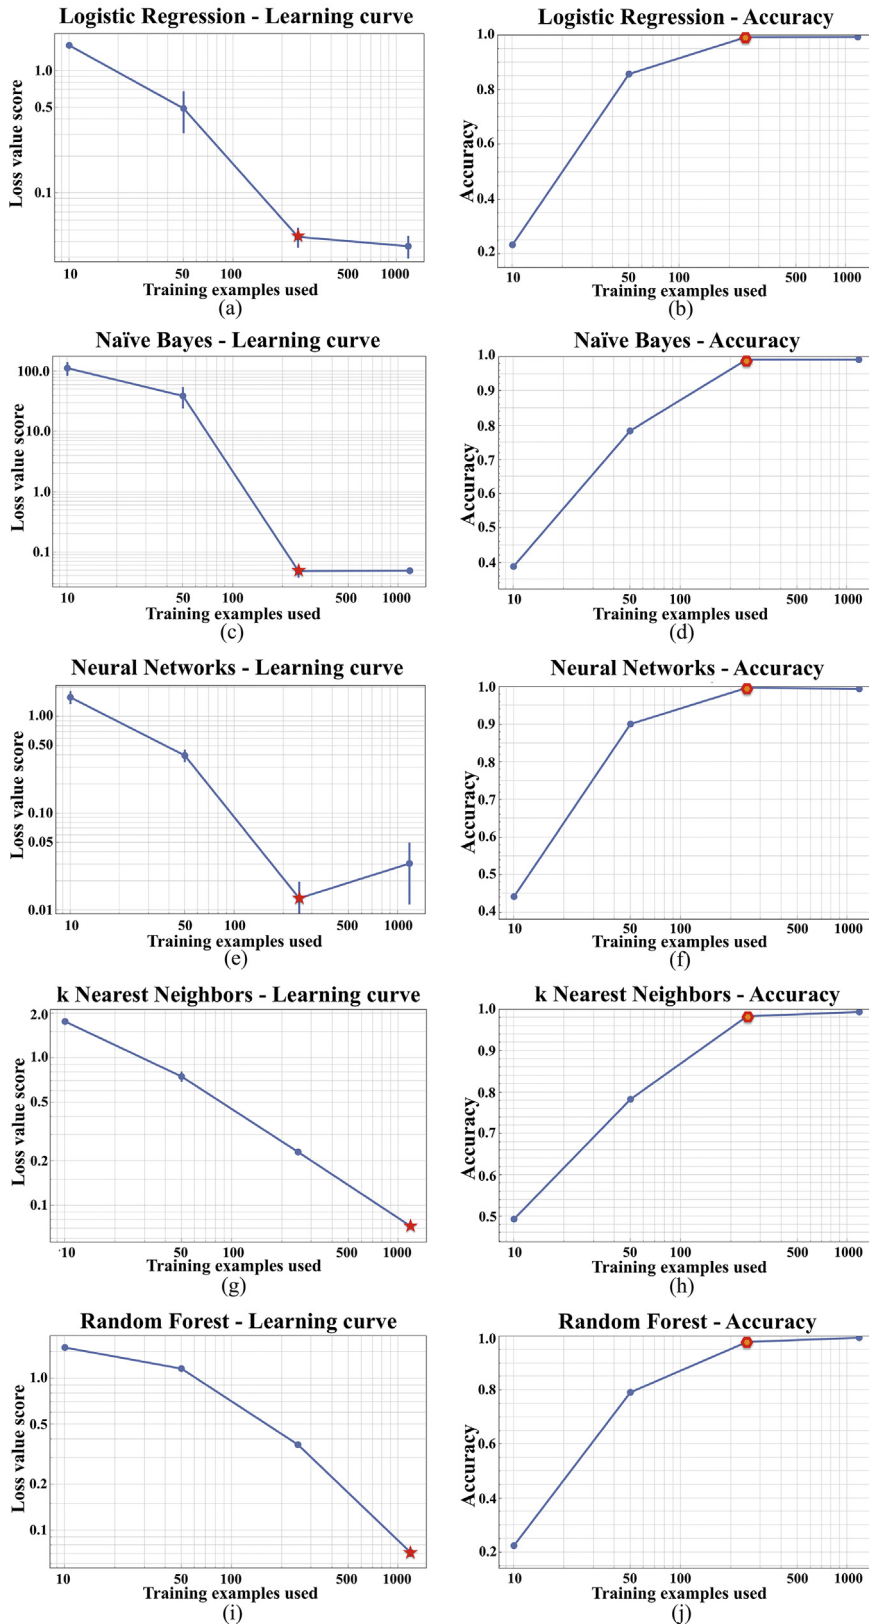 Logistic Regression - Learning curve
Loss value score
1.0
0.5
0.1
10 50 100 500 1000
Training examples used
(a)
Logistic Regression - Accuracy
Accuracy
1.0
0.8
0.6
0.4
0.2
10 50 100 500 1000
Training examples used
(b)
Naïve Bayes - Learning curve
Loss value score
100.0
10.0
1.0
0.1
10 50 100 500 1000
Training examples used
(c)
Naïve Bayes - Accuracy
Accuracy
1.0
0.9
0.8
0.7
0.6
0.5
0.4
10 50 100 500 1000
Training examples used
(d)
Neural Networks - Learning curve
Loss value score
1.00
0.50
0.10
0.05
0.01
10 50 100 500 1000
Training examples used
(e)
Neural Networks - Accuracy
Accuracy
1.0
0.9
0.8
0.7
0.6
0.5
0.4
10 50 100 500 1000
Training examples used
(f)
k Nearest Neighbors - Learning curve
Loss value score
2.0
1.0
0.5
0.2
0.1
10 50 100 500 1000
Training examples used
(g)
k Nearest Neighbors - Accuracy
Accuracy
1.0
0.9
0.8
0.7
0.6
0.5
10 50 100 500 1000
Training examples used
(h)
Random Forest - Learning curve
Loss value score
1.0
0.5
0.2
0.1
10 50 100 500 1000
Training examples used
(i)
Random Forest - Accuracy
Accuracy
1.0
0.8
0.6
0.4
0.2
10 50 100 500 1000
Training examples used
(j)